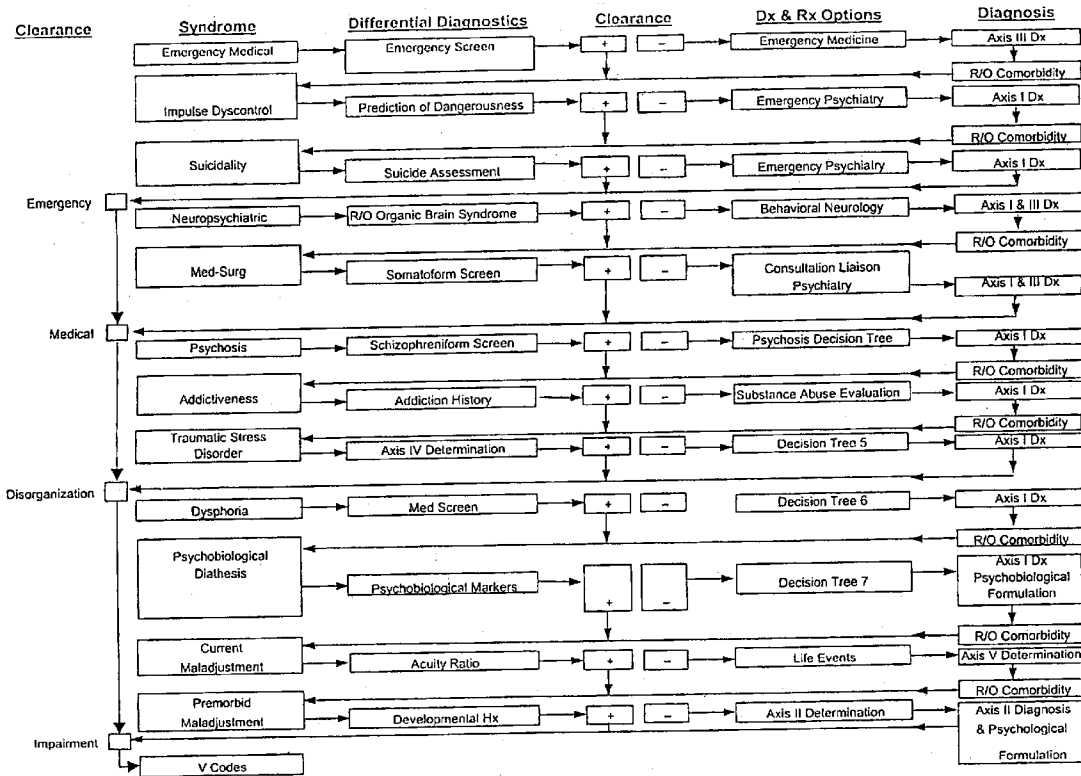 Clearance Syndrome Differential Diagnostics Clearance Dx & Rx Options Diagnosis
Emergency Medical Emergency Screen + − Emergency Medicine Axis III Dx
R/O Comorbidity
Impulse Dyscontrol Prediction of Dangerousness + − Emergency Psychiatry Axis I Dx
R/O Comorbidity
Suicidality Suicide Assessment + − Emergency Psychiatry Axis I Dx
Emergency
Neuropsychiatric R/O Organic Brain Syndrome + − Behavioral Neurology Axis I & III Dx
R/O Comorbidity
Med-Surg Somatoform Screen + − Consultation Liaison
Psychiatry Axis I & III Dx
Medical
Psychosis Schizophreniform Screen + − Psychosis Decision Tree Axis I Dx
R/O Comorbidity
Addictiveness Addiction History + − Substance Abuse Evaluation Axis I Dx
R/O Comorbidity
Traumatic Stress
Disorder Axis IV Determination + − Decision Tree 5 Axis I Dx
Disorganization
Dysphoria Med Screen + − Decision Tree 6 Axis I Dx
R/O Comorbidity
Psychobiological
Diathesis Psychobiological Markers + − Decision Tree 7 Axis I Dx
Psychobiological
Formulation
R/O Comorbidity
Current
Maladjustment Acuity Ratio + − Life Events Axis V Determination
R/O Comorbidity
Premorbid
Maladjustment Developmental Hx + − Axis II Determination Axis II Diagnosis
& Psychological
Formulation
Impairment
V Codes